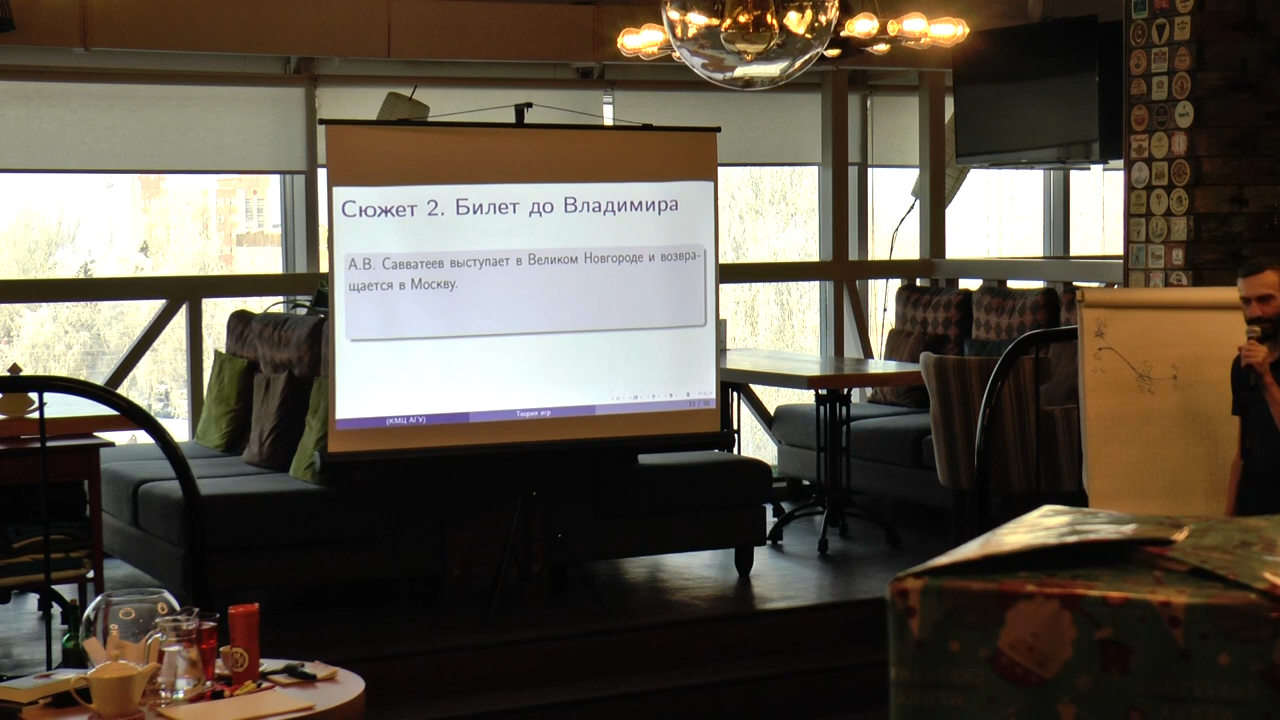 Сюжет 2. Билет до Владимира
А.В. Савватеев выступает в Великом Новгороде и возвра-
щается в Москву.
(КМЦ АГУ)
Теория игр